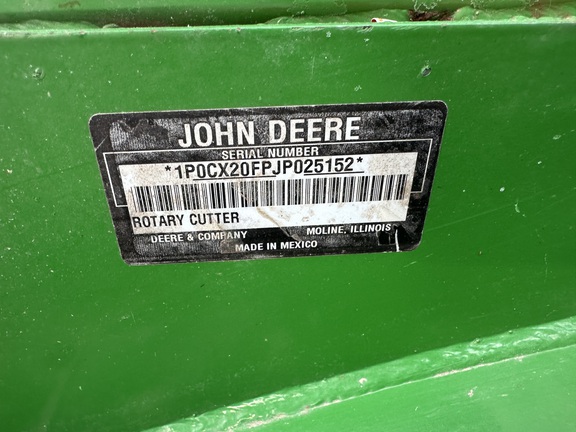 JOHN DEERE
SERIAL NUMBER
*1P0CX20FPJP025152*
ROTARY CUTTER
DEERE & COMPANY MOLINE, ILLINOIS
MADE IN MEXICO